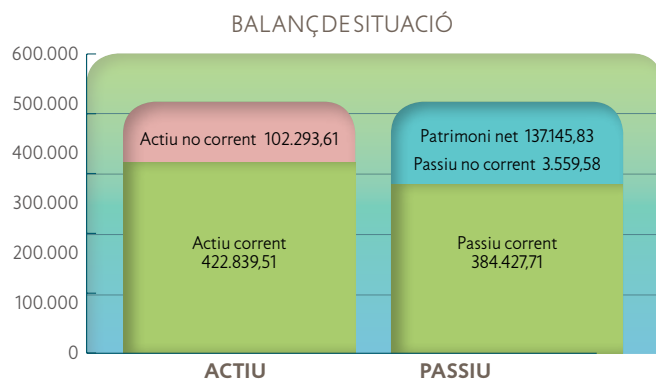 BALANÇ DE SITUACIÓ
600.000
500.000
400.000
300.000
200.000
100.000
0
Actiu no corrent 102.293,61
Actiu corrent
422.839,51
Patrimoni net 137.145,83
Passiu no corrent 3.559,58
Passiu corrent
384.427,71
ACTIU
PASSIU